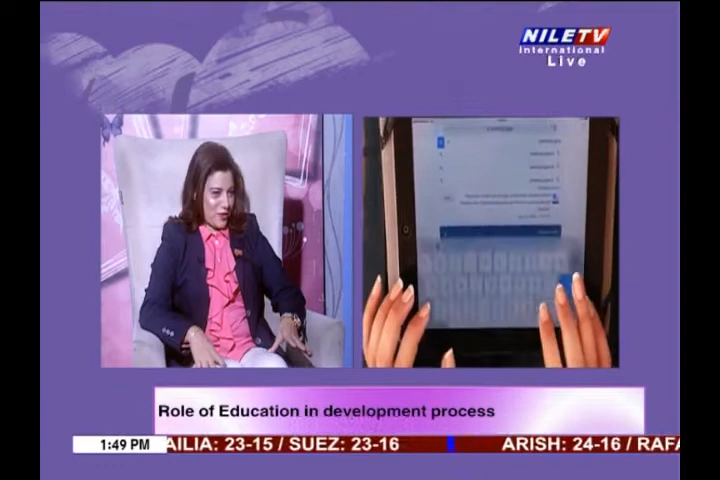 NILETV
international
Live
Role of Education in development process
1:49 PM AILIA: 23-15 / SUEZ: 23-16 ARISH: 24-16 / RAFA